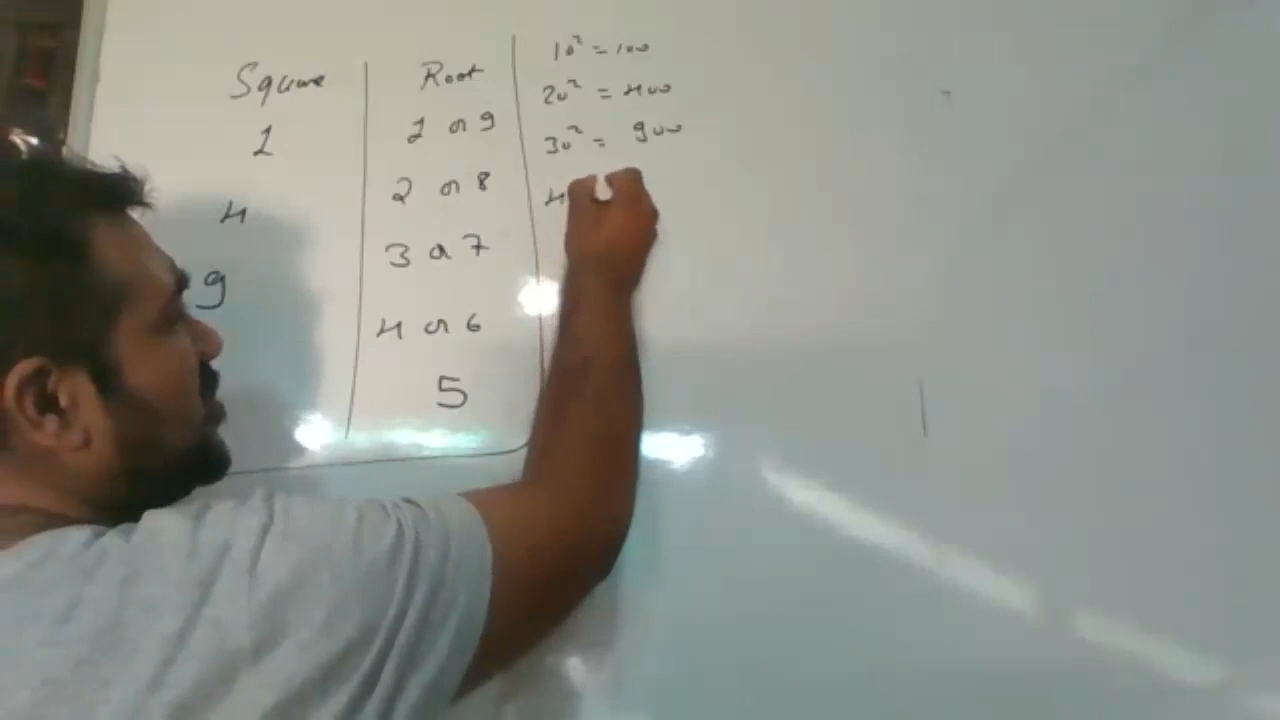 Square
Root
1
1 or 9
4
2 or 8
9
3 or 7
4 or 6
5
10² = 100
20² = 400
30² = 900
4